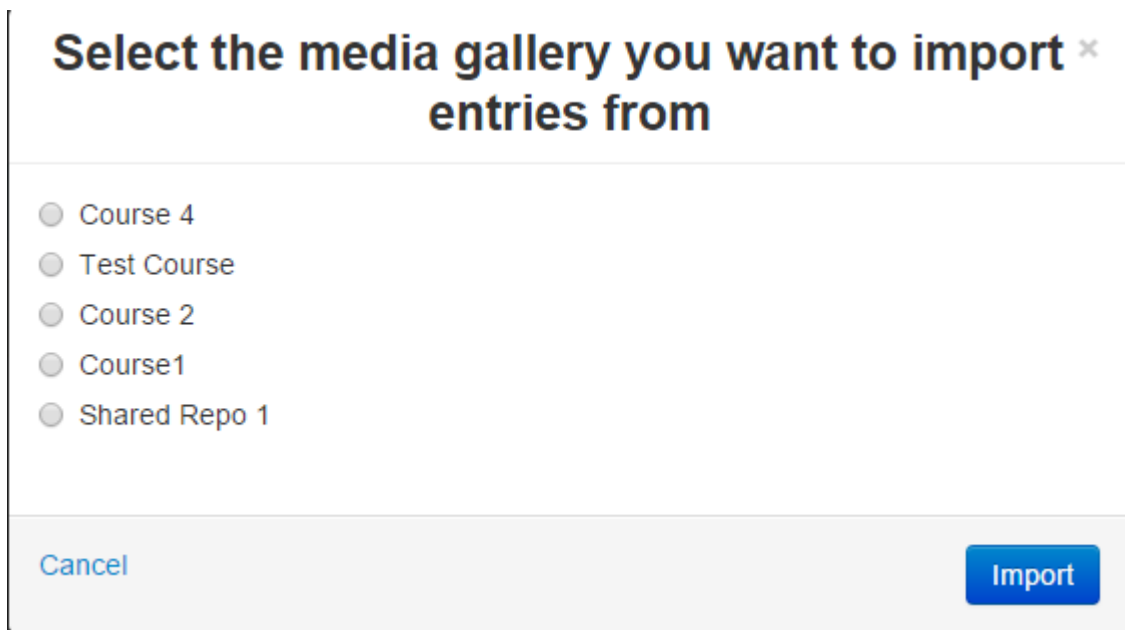 Select the media gallery you want to import ×
entries from
Course 4
Test Course
Course 2
Course1
Shared Repo 1
Cancel
Import